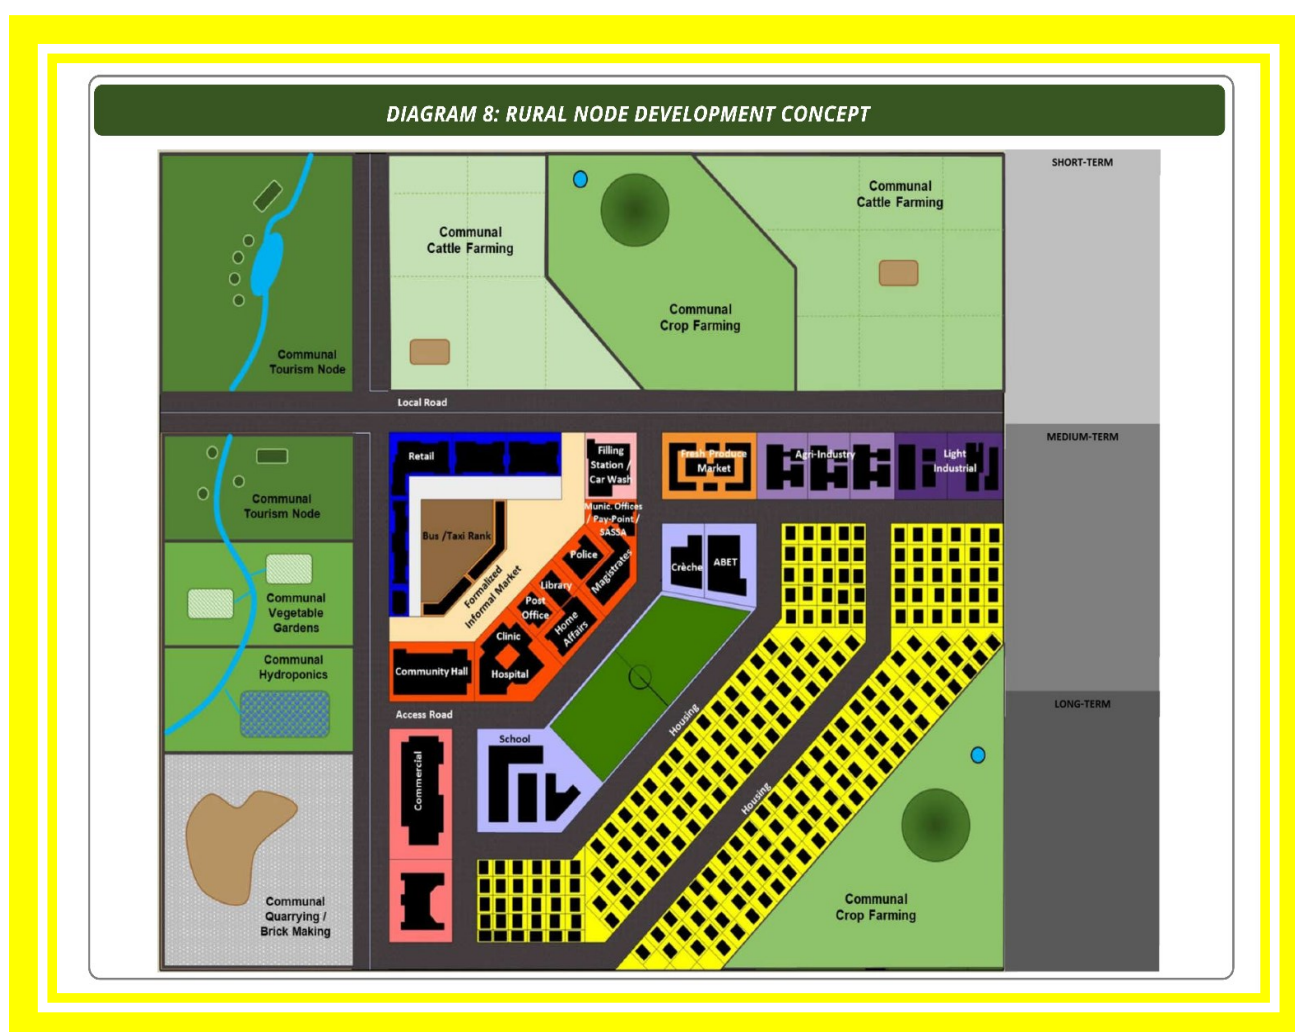 DIAGRAM 8: RURAL NODE DEVELOPMENT CONCEPT
SHORT-TERM
Communal
Cattle Farming
Communal
Cattle Farming
Communal
Crop Farming
Communal
Tourism Node
Local Road
MEDIUM-TERM
Retail
Filling
Station /
Car Wash
Fresh Produce
Market
Agri-Industry
Light
Industrial
Communal
Tourism Node
Bus /Taxi Rank
Formalized
Informal Market
Munic. Offices
/ Pay-Point /
SASSA
Police
Magistrates
Library
Post
Office
Home
Affairs
Clinic
Hospital
Community Hall
Crèche
ABET
Communal
Vegetable
Gardens
Communal
Hydroponics
LONG-TERM
Access Road
Housing
School
Commercial
Housing
Communal
Quarrying /
Brick Making
Communal
Crop Farming